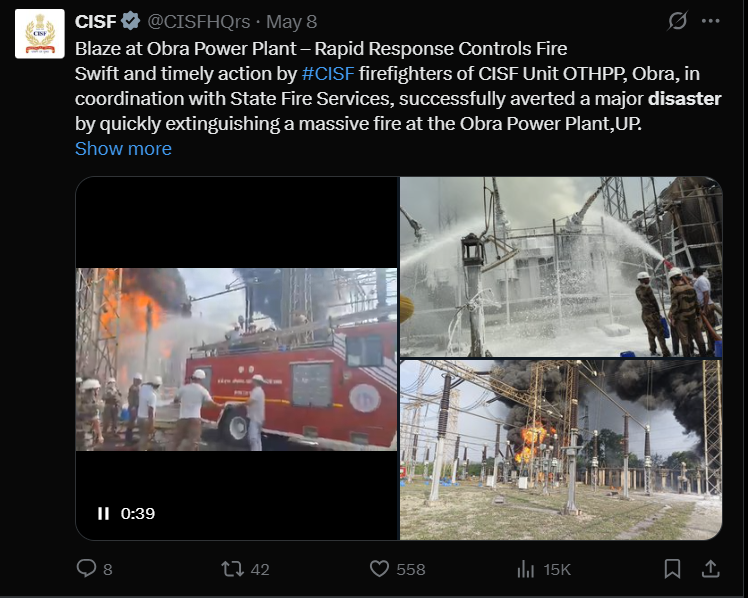 CISF @CISFHQrs · May 8
Blaze at Obra Power Plant – Rapid Response Controls Fire
Swift and timely action by #CISF firefighters of CISF Unit OTHPP, Obra, in
coordination with State Fire Services, successfully averted a major disaster
by quickly extinguishing a massive fire at the Obra Power Plant,UP.
Show more
0:39
8 42 558 15K